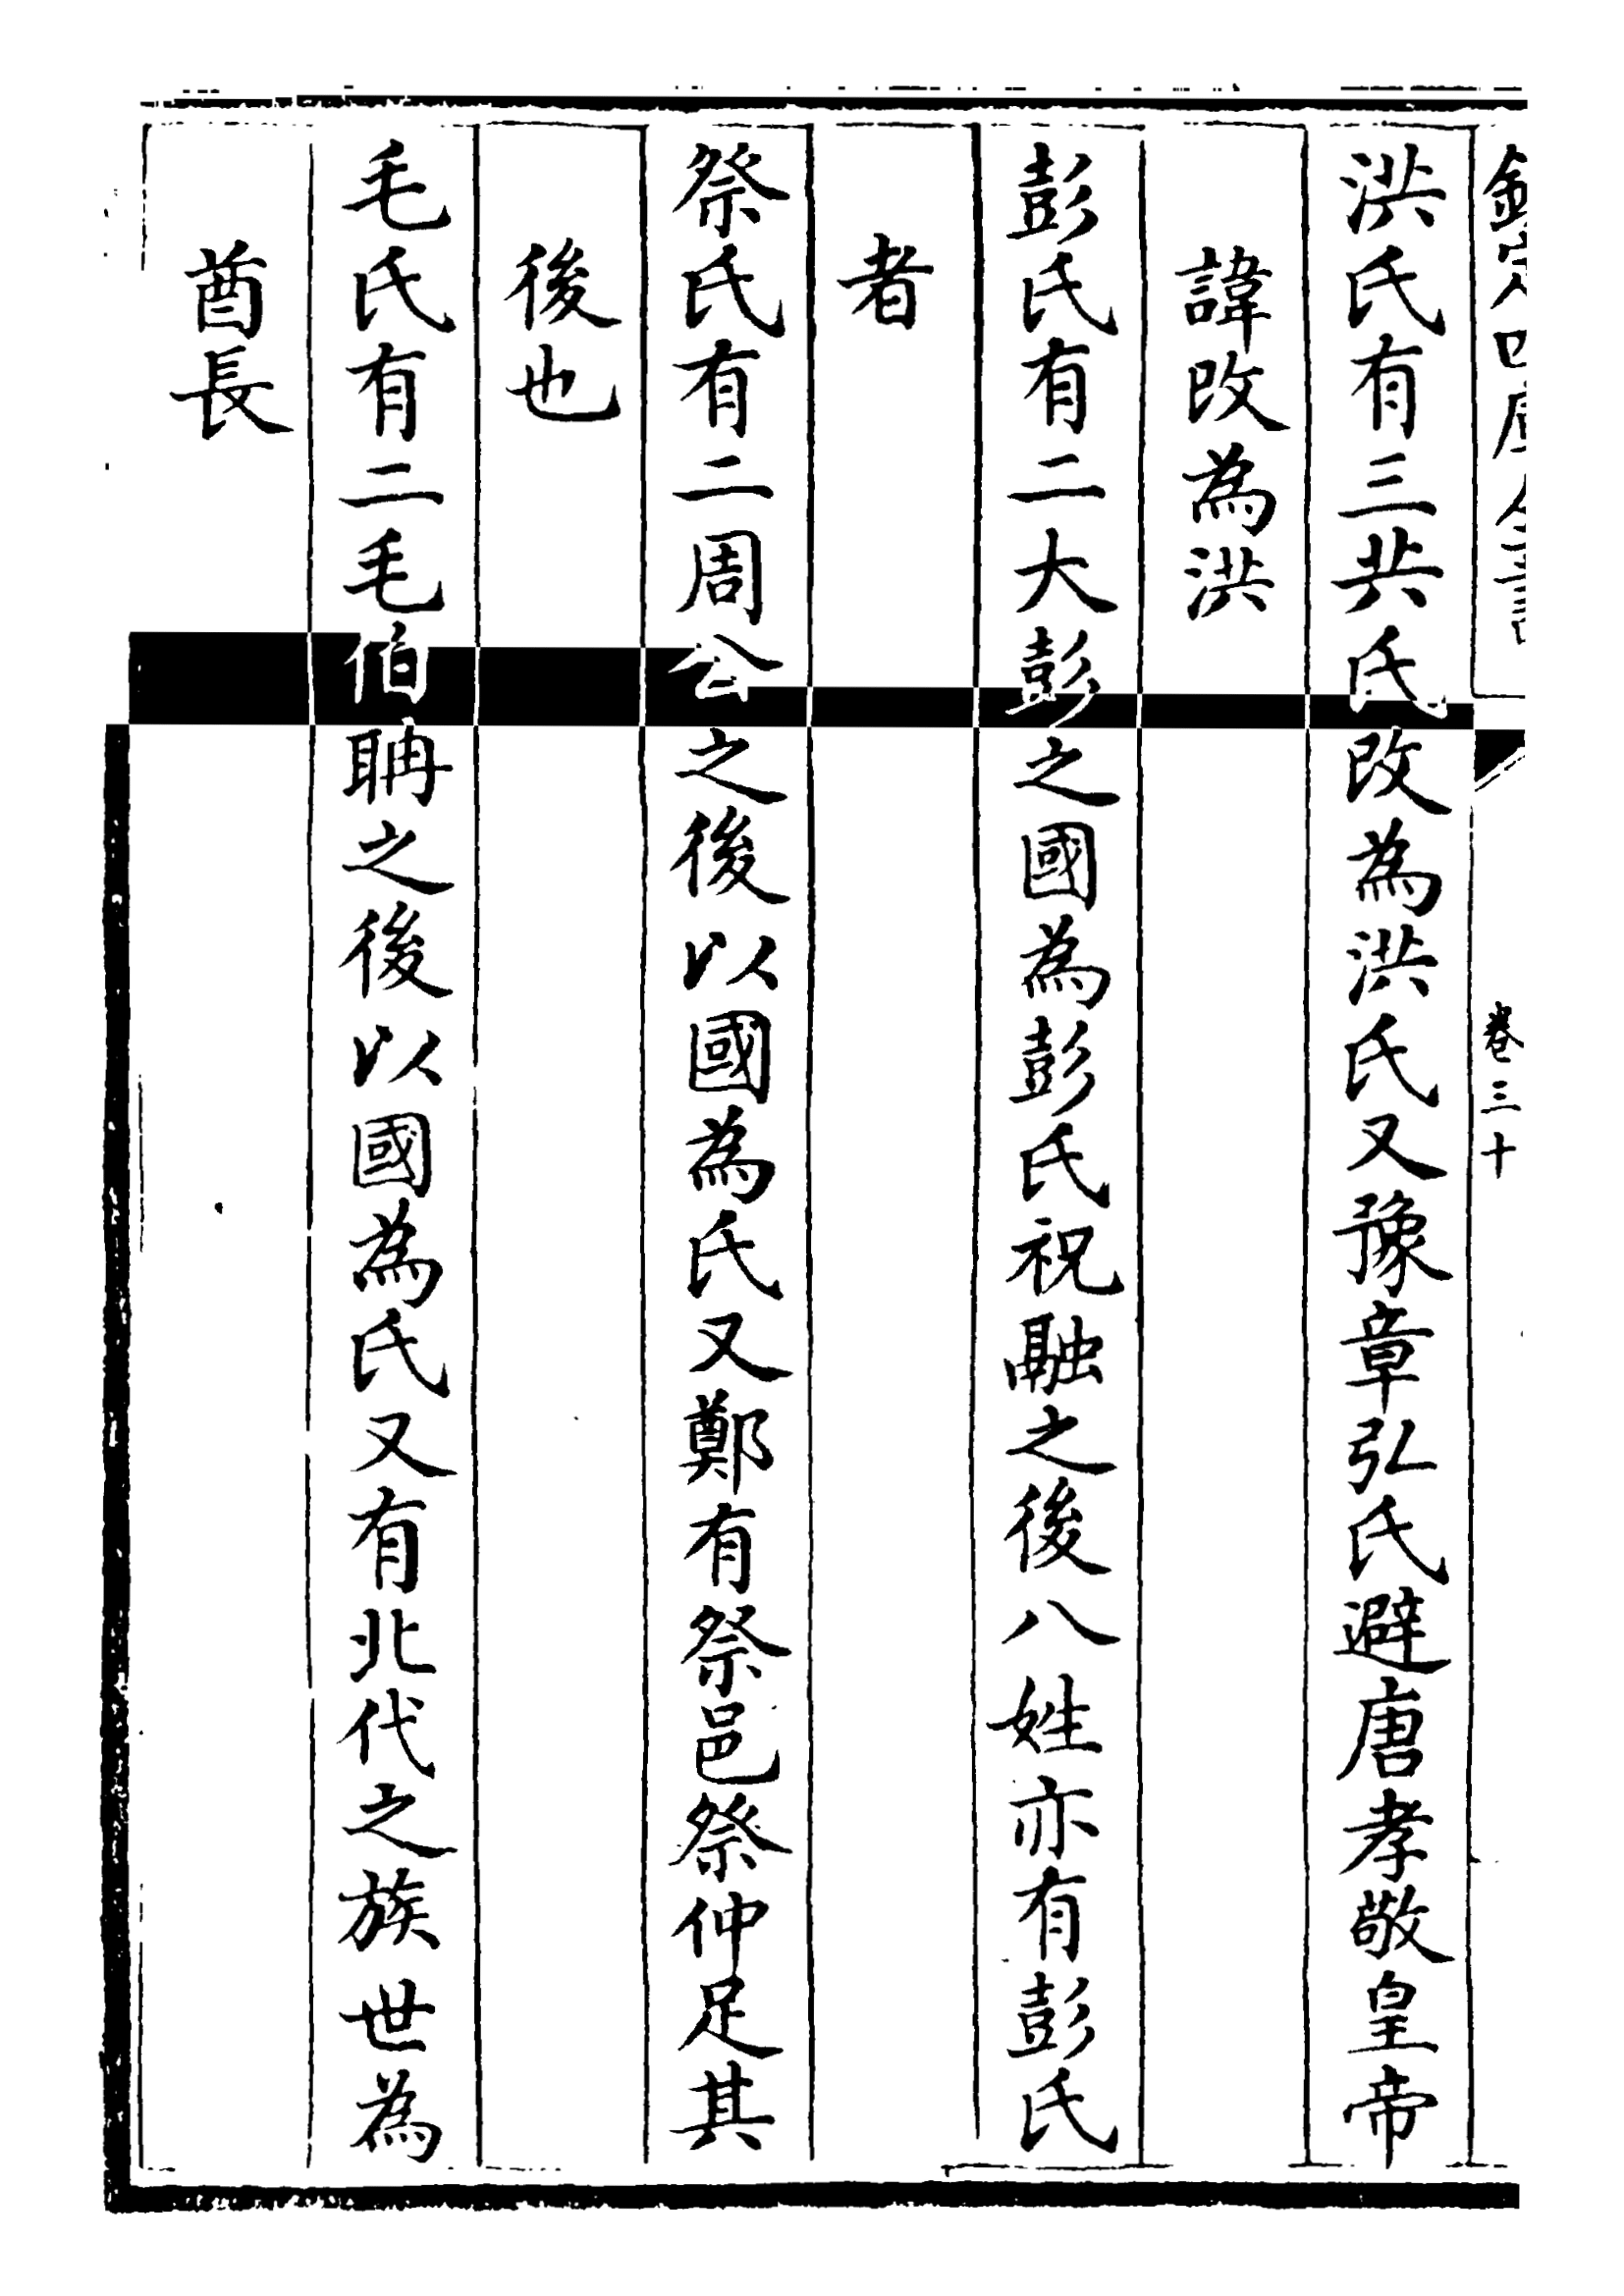 欽定四庫全書 卷三十
洪氏有三共氏改為洪氏又豫章弘氏避唐孝敬皇帝
諱改為洪
彭氏有二大彭之國為彭氏祝融之後八姓亦有彭氏
者
祭氏有二周公之後以國為氏又鄭有祭邑祭仲足其
後也
毛氏有二毛伯聃之後以國為氏又有北代之族世為
酋長